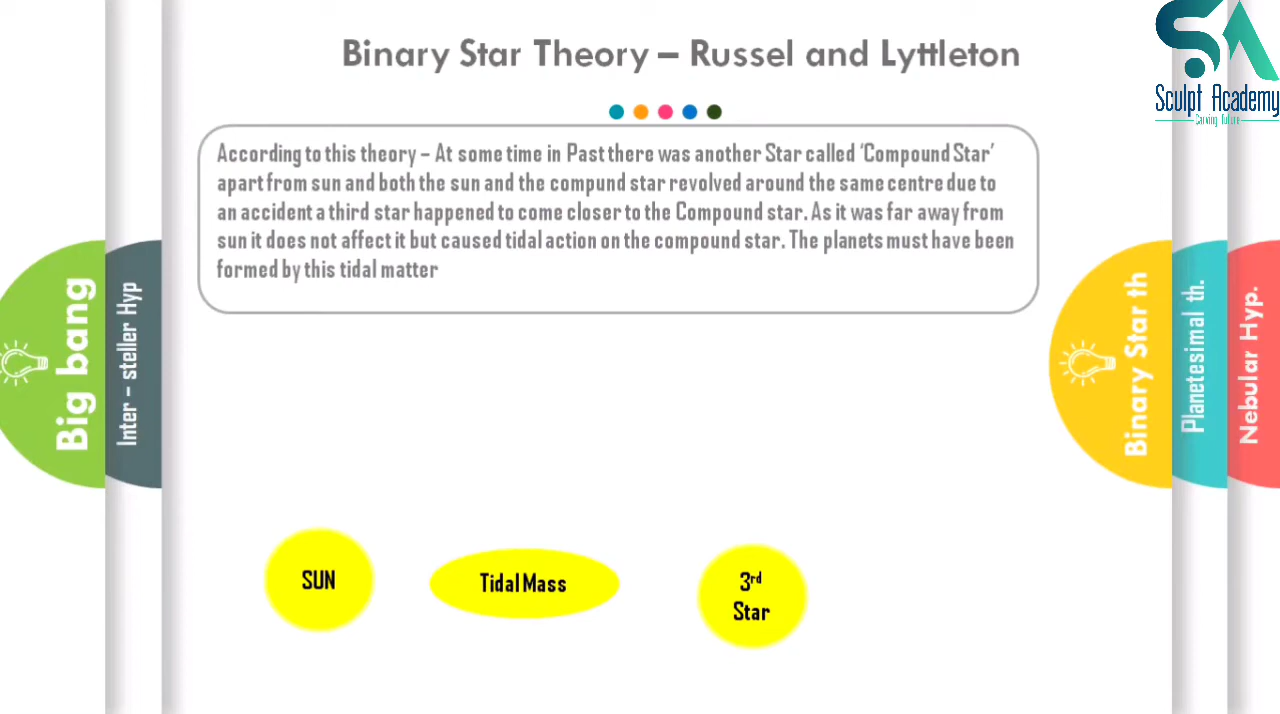 Binary Star Theory – Russel and Lyttleton
SA
Sculpt Academy
Carving future
According to this theory – At some time in Past there was another Star called ‘Compound Star’
apart from sun and both the sun and the compund star revolved around the same centre due to
an accident a third star happened to come closer to the Compound star. As it was far away from
sun it does not affect it but caused tidal action on the compound star. The planets must have been
formed by this tidal matter
Big bang
Inter – steller Hyp
Binary Star th
Planetesimal th.
Nebular Hyp.
SUN
Tidal Mass
3rd
Star